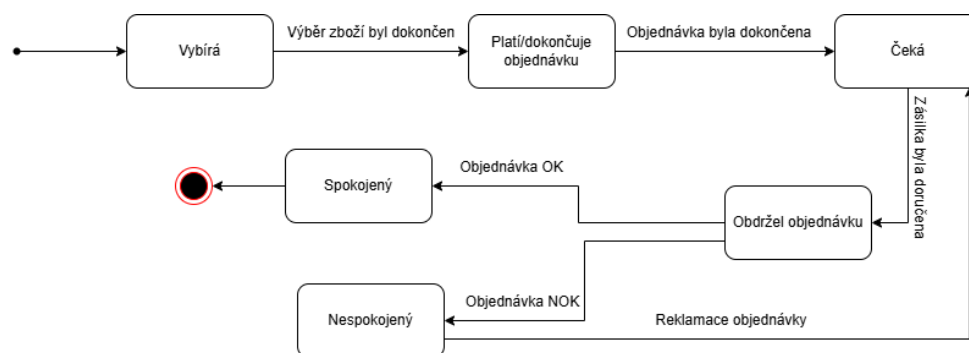 Vybírá
Výběr zboží byl dokončen
Platí/dokončuje
objednávku
Objednávka byla dokončena
Čeká
Zásilka byla doručena
Spokojený
Objednávka OK
Obdržel objednávku
Nespokojený
Objednávka NOK
Reklamace objednávky